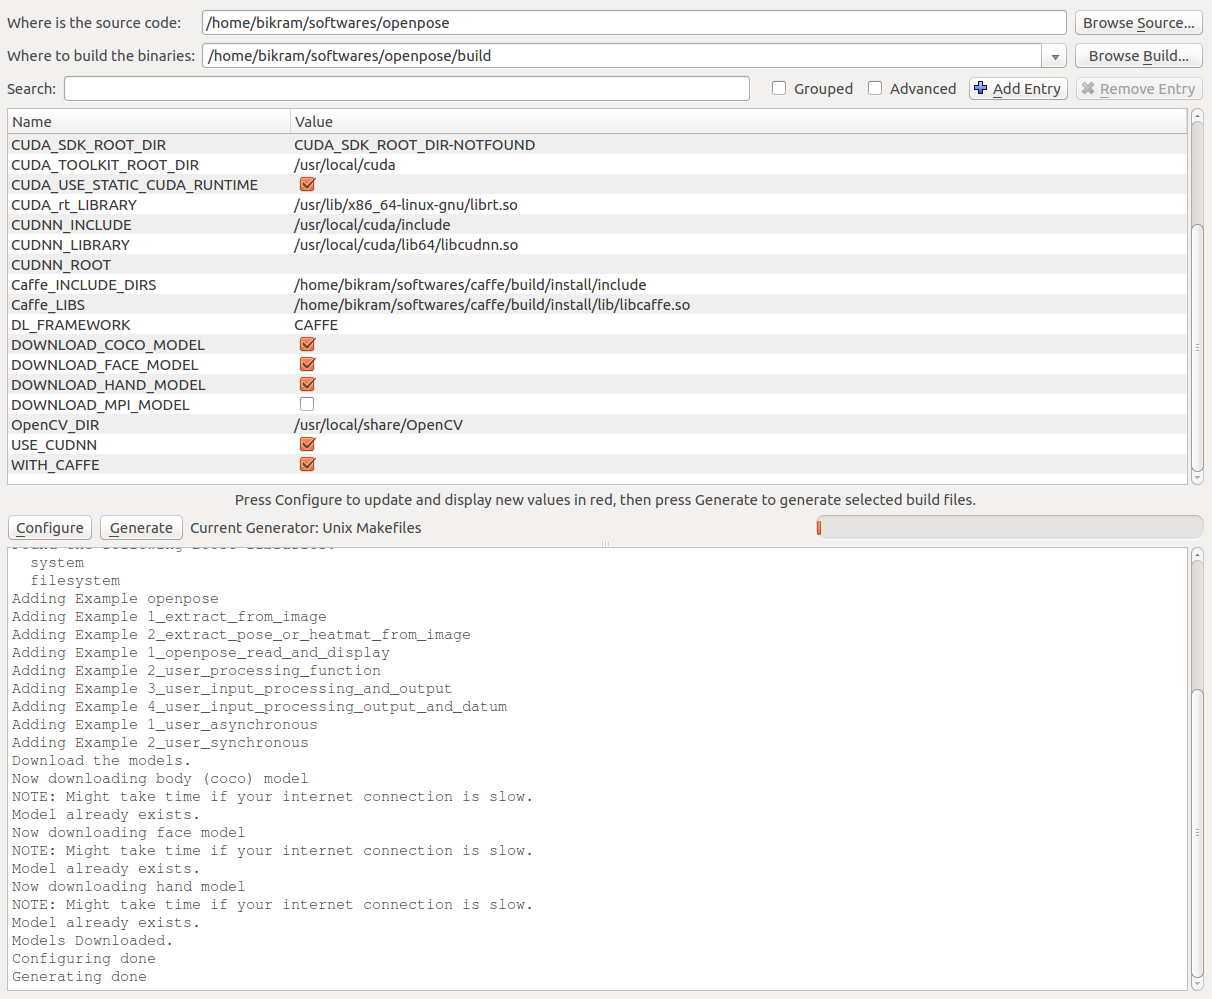 Where is the source code: /home/bikram/softwares/openpose Browse Source...
Where to build the binaries: /home/bikram/softwares/openpose/build Browse Build...
Search: Grouped Advanced Add Entry Remove Entry
Name Value
CUDA_SDK_ROOT_DIR CUDA_SDK_ROOT_DIR-NOTFOUND
CUDA_TOOLKIT_ROOT_DIR /usr/local/cuda
CUDA_USE_STATIC_CUDA_RUNTIME
CUDA_rt_LIBRARY /usr/lib/x86_64-linux-gnu/librt.so
CUDNN_INCLUDE /usr/local/cuda/include
CUDNN_LIBRARY /usr/local/cuda/lib64/libcudnn.so
CUDNN_ROOT
Caffe_INCLUDE_DIRS /home/bikram/softwares/caffe/build/install/include
Caffe_LIBS /home/bikram/softwares/caffe/build/install/lib/libcaffe.so
DL_FRAMEWORK CAFFE
DOWNLOAD_COCO_MODEL
DOWNLOAD_FACE_MODEL
DOWNLOAD_HAND_MODEL
DOWNLOAD_MPI_MODEL
OpenCV_DIR /usr/local/share/OpenCV
USE_CUDNN
WITH_CAFFE
Press Configure to update and display new values in red, then press Generate to generate selected build files.
Configure Generate Current Generator: Unix Makefiles
system
filesystem
Adding Example openpose
Adding Example 1_extract_from_image
Adding Example 2_extract_pose_or_heatmat_from_image
Adding Example 1_openpose_read_and_display
Adding Example 2_user_processing_function
Adding Example 3_user_input_processing_and_output
Adding Example 4_user_input_processing_output_and_datum
Adding Example 1_user_asynchronous
Adding Example 2_user_synchronous
Download the models.
Now downloading body (coco) model
NOTE: Might take time if your internet connection is slow.
Model already exists.
Now downloading face model
NOTE: Might take time if your internet connection is slow.
Model already exists.
Now downloading hand model
NOTE: Might take time if your internet connection is slow.
Model already exists.
Models Downloaded.
Configuring done
Generating done